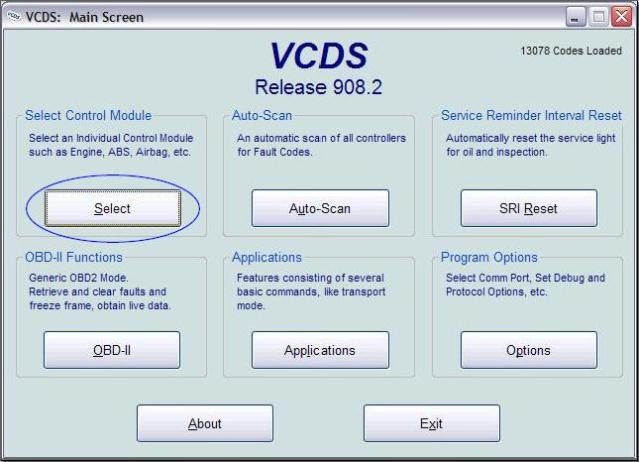 VCDS: Main Screen
VCDS
Release 908.2
13078 Codes Loaded
Select Control Module
Select an Individual Control Module
such as Engine, ABS, Airbag, etc.
Select
Auto-Scan
An automatic scan of all controllers
for Fault Codes.
Auto-Scan
Service Reminder Interval Reset
Automatically reset the service light
for oil and inspection.
SRI Reset
OBD-II Functions
Generic OBD2 Mode.
Retrieve and clear faults and
freeze frame, obtain live data.
OBD-II
Applications
Features consisting of several
basic commands, like transport
mode.
Applications
Program Options
Select Comm Port, Set Debug and
Protocol Options, etc.
Options
About
Exit